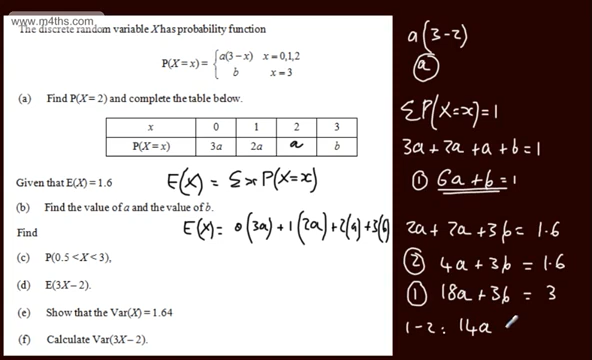 www.m4ths.com
The discrete random variable X has probability function
P(X = x) = { a(3 − x)   x = 0,1,2
b   x = 3
(a) Find P(X = 2) and complete the table below.
x 0 1 2 3
P(X = x) 3a 2a a b
Given that E(X) = 1.6
E(X) = Σx P(X=x)
(b) Find the value of a and the value of b.
E(X) = 0(3a) + 1(2a) + 2(a) + 3(b)
Find
(c) P(0.5 < X < 3),
(d) E(3X − 2).
(e) Show that the Var(X) = 1.64
(f) Calculate Var(3X − 2).
a(3-2)
a
ΣP(X=x)=1
3a + 2a + a + b = 1
① 6a + b = 1
2a + 2a + 3b = 1.6
② 4a + 3b = 1.6
① 18a + 3b = 3
1-2: 14a